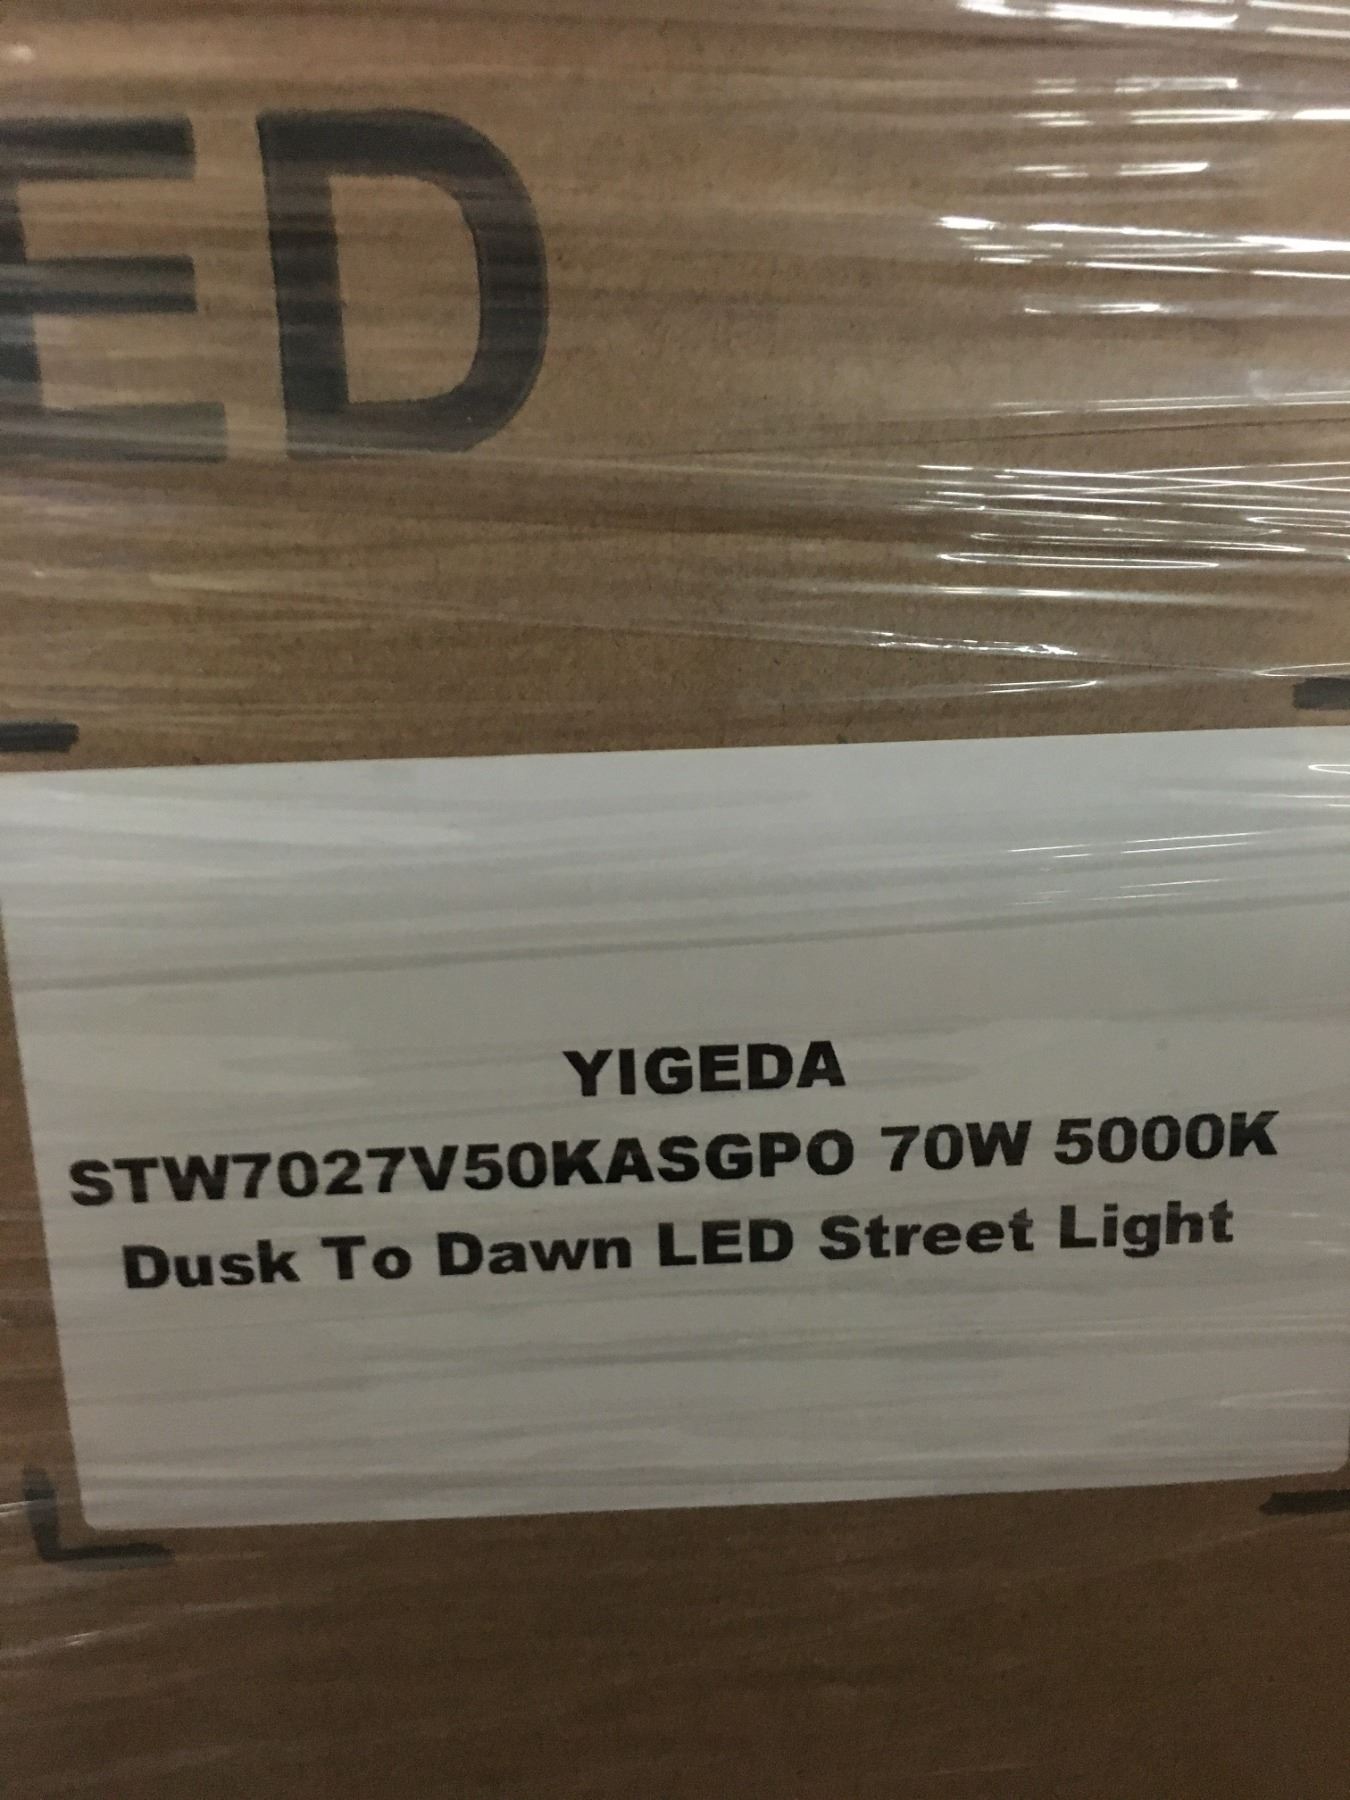 ED
YIGEDA
STW7027V50KASGPO 70W 5000K
Dusk To Dawn LED Street Light